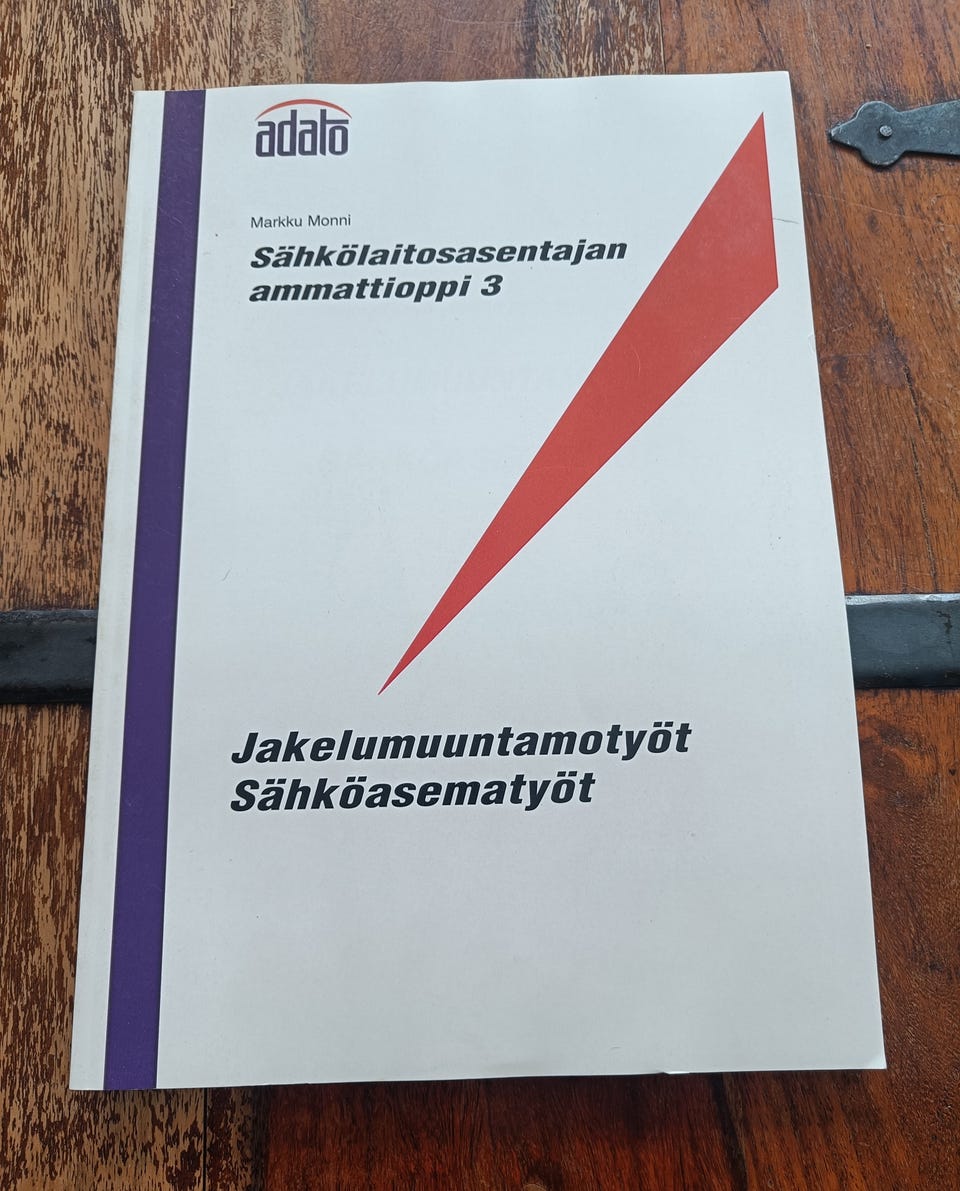 adato
Markku Monni
Sähkölaitosasentajan
ammattioppi 3
Jakelumuuntamotyöt
Sähköasematyöt